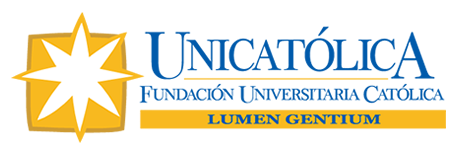 UNICATÓLICA
FUNDACIÓN UNIVERSITARIA CATÓLICA
LUMEN GENTIUM